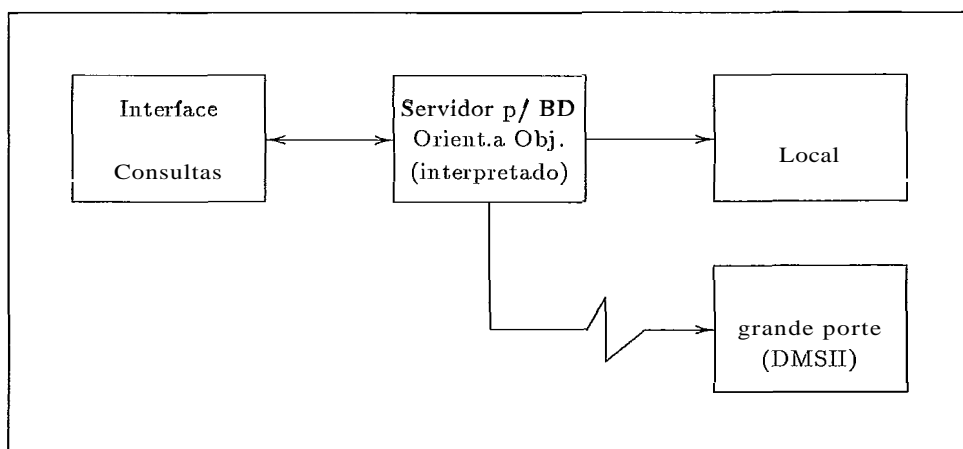 Interface
Consultas
Servidor p/ BD
Orient.a Obj.
(interpretado)
Local
grande porte
(DMSII)